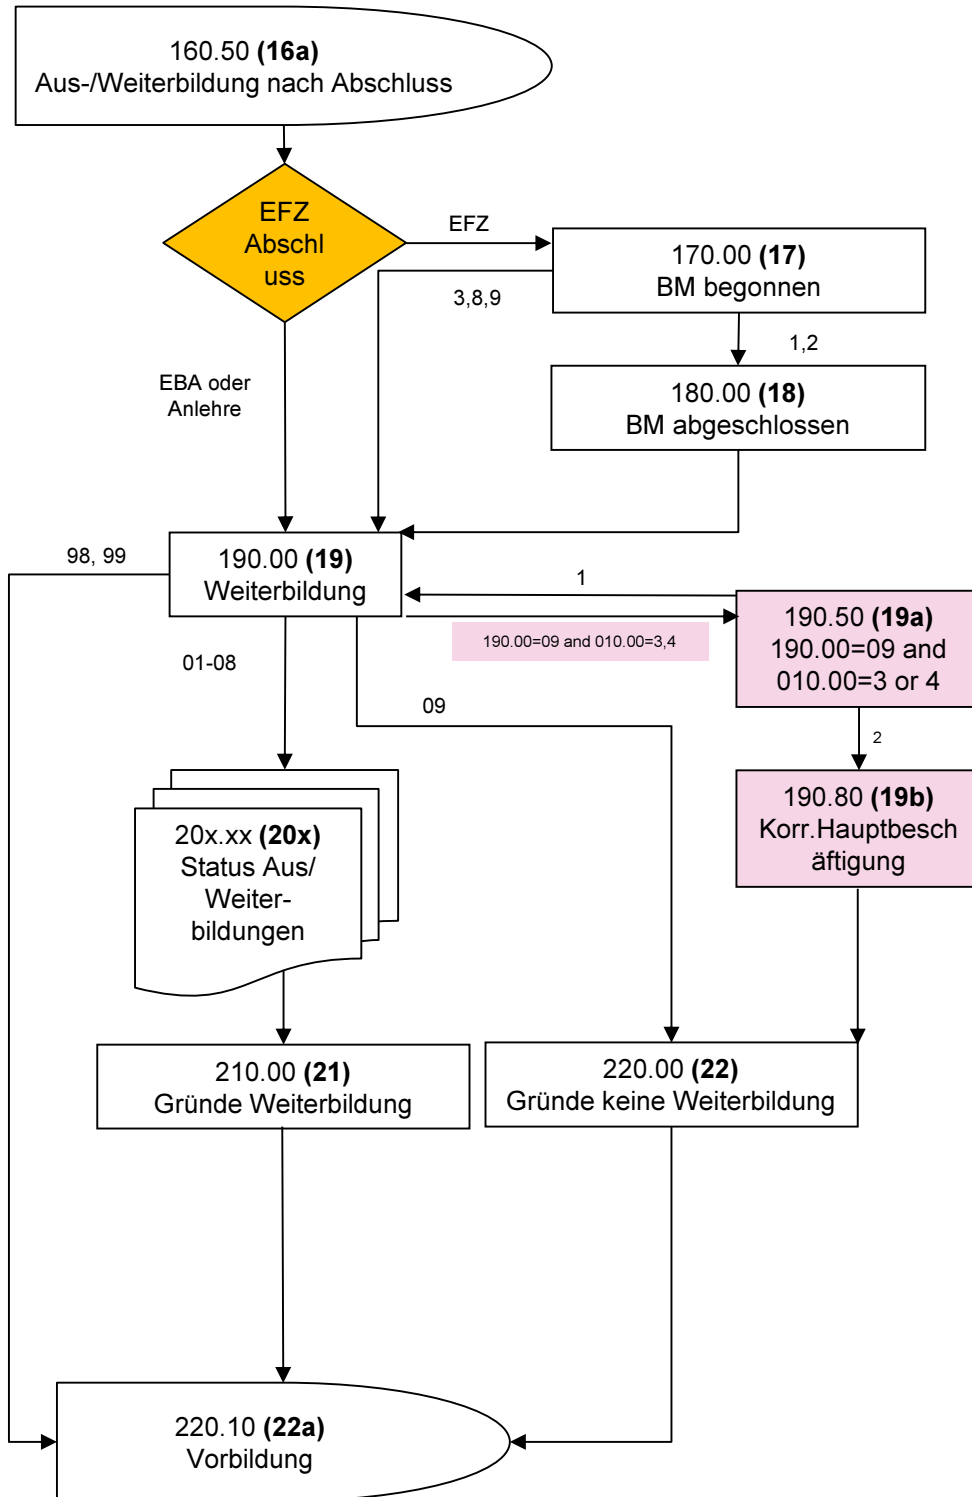 160.50 (16a)
Aus-/Weiterbildung nach Abschluss
EFZ
Abschl
uss
EFZ
170.00 (17)
BM begonnen
3,8,9
1,2
EBA oder
Anlehre
180.00 (18)
BM abgeschlossen
98, 99
190.00 (19)
Weiterbildung
1
190.00=09 and 010.00=3,4
190.50 (19a)
190.00=09 and
010.00=3 or 4
01-08
09
2
190.80 (19b)
Korr.Hauptbesch
äftigung
20x.xx (20x)
Status Aus/
Weiter-
bildungen
210.00 (21)
Gründe Weiterbildung
220.00 (22)
Gründe keine Weiterbildung
220.10 (22a)
Vorbildung